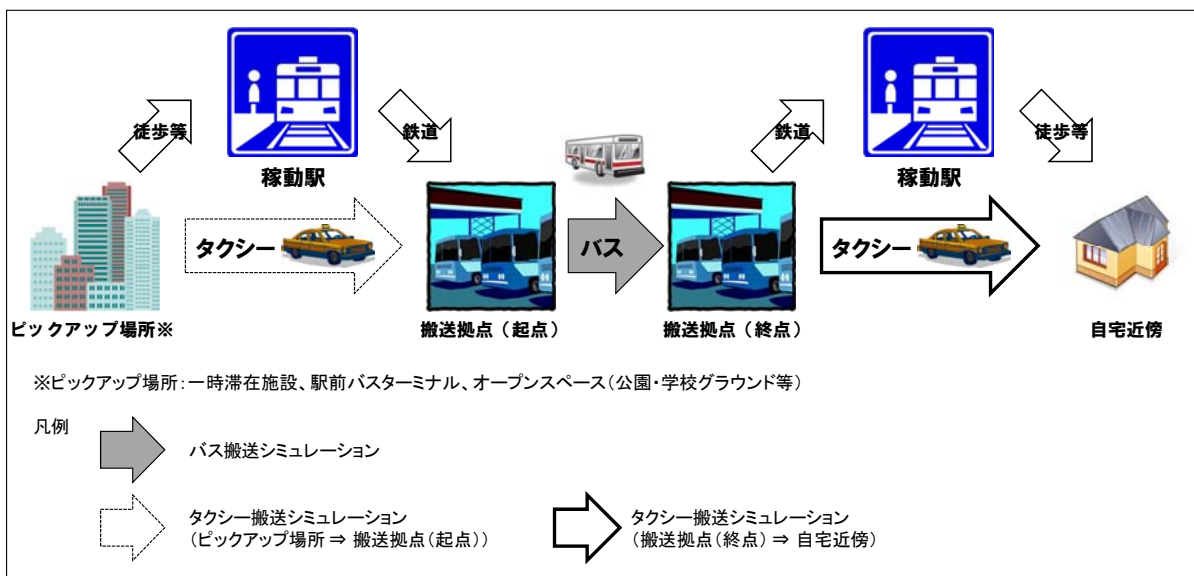 徒歩等
鉄道
鉄道
徒歩等
稼動駅
稼動駅
タクシー
バス
タクシー
ピックアップ場所※
搬送拠点（起点）
搬送拠点（終点）
自宅近傍
※ピックアップ場所：一時滞在施設、駅前バスターミナル、オープンスペース（公園・学校グラウンド等）
凡例
バス搬送シミュレーション
タクシー搬送シミュレーション
（ピックアップ場所 ⇒ 搬送拠点（起点））
タクシー搬送シミュレーション
（搬送拠点（終点） ⇒ 自宅近傍）